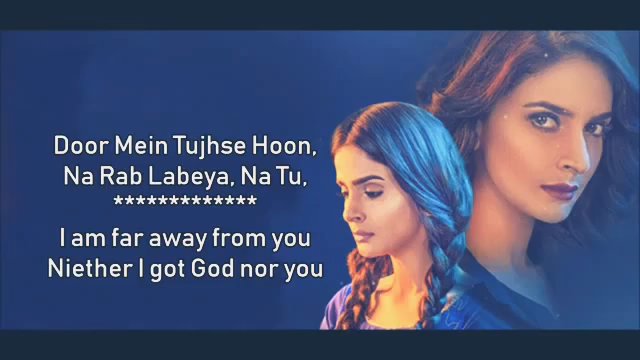 Door Mein Tujhse Hoon,
Na Rab Labeya, Na Tu,
*************
I am far away from you
Niether I got God nor you